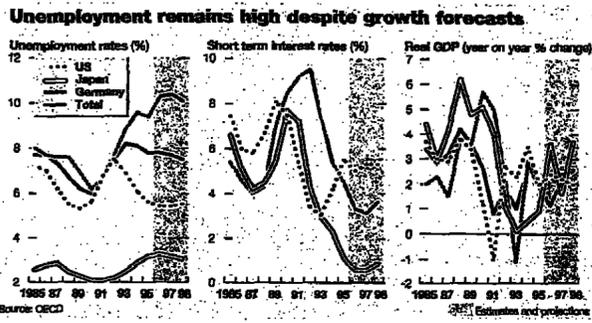 Unemployment remains high despite growth forecasts
Unemployment rates (%)
12
10
8
6
4
2
US
Japan
Germany
Total
1985 87 89 91 93 95 97 98
Short term interest rates (%)
10
8
6
4
2
0
1985 87 89 91 93 95 97 98
Real GDP (year on year % change)
7
6
5
4
3
2
1
0
-1
-2
1985 87 89 91 93 95 97 98
Source: OECD
Estimates and projections